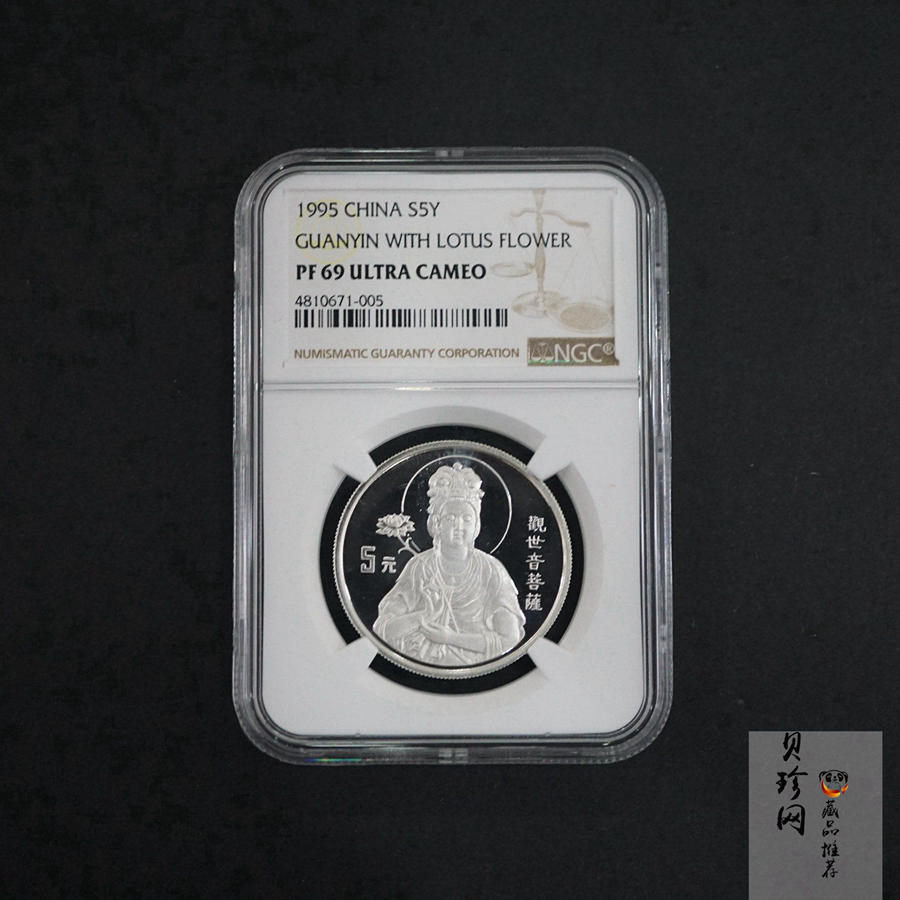 1995 CHINA S5Y
GUANYIN WITH LOTUS FLOWER
PF 69 ULTRA CAMEO
4810671-005
NUMISMATIC GUARANTY CORPORATION
NGC®
5元
觀世音菩薩
贝珍网
藏品推荐